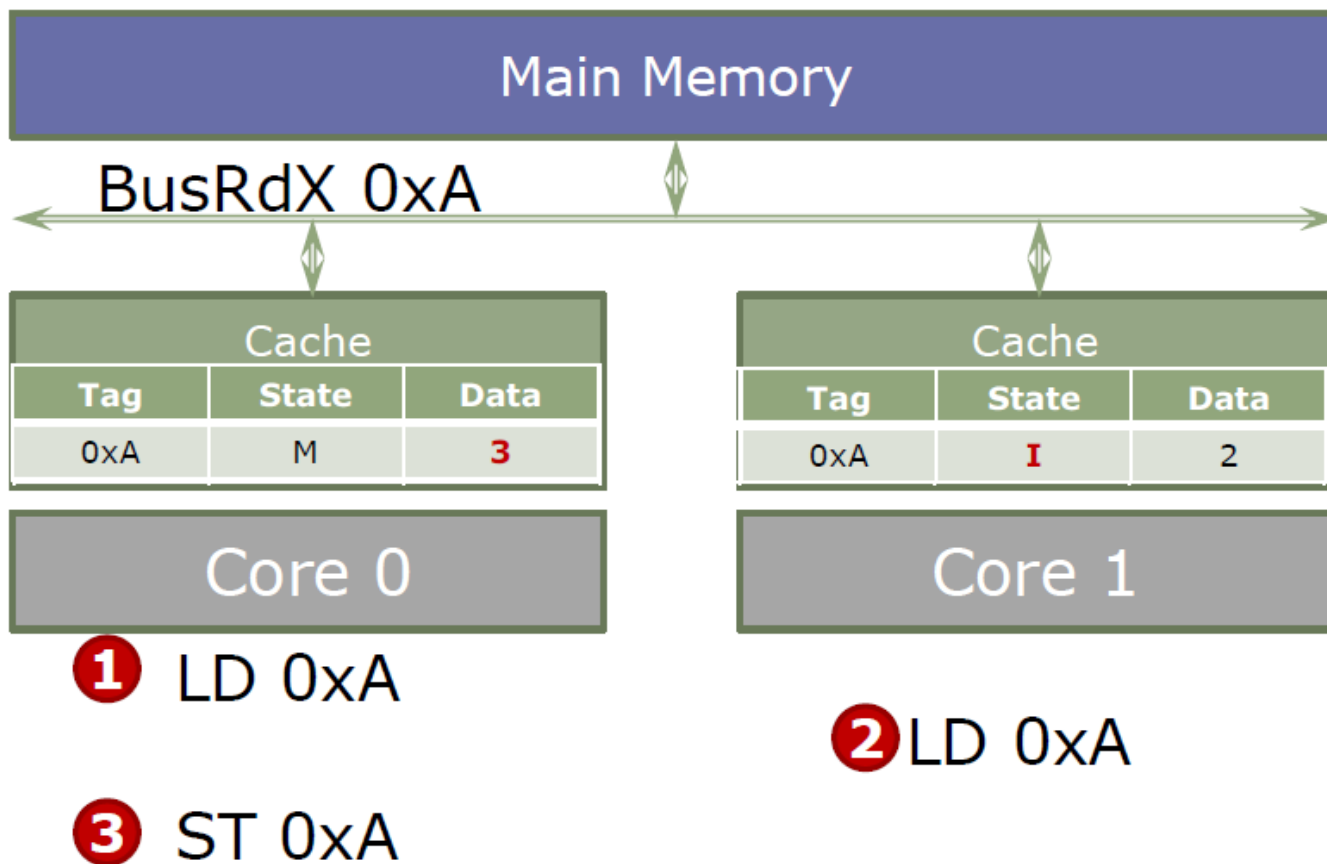 Main Memory
BusRdX 0xA
Cache
Tag State Data
0xA M 3
Cache
Tag State Data
0xA I 2
Core 0
Core 1
1 LD 0xA
2 LD 0xA
3 ST 0xA